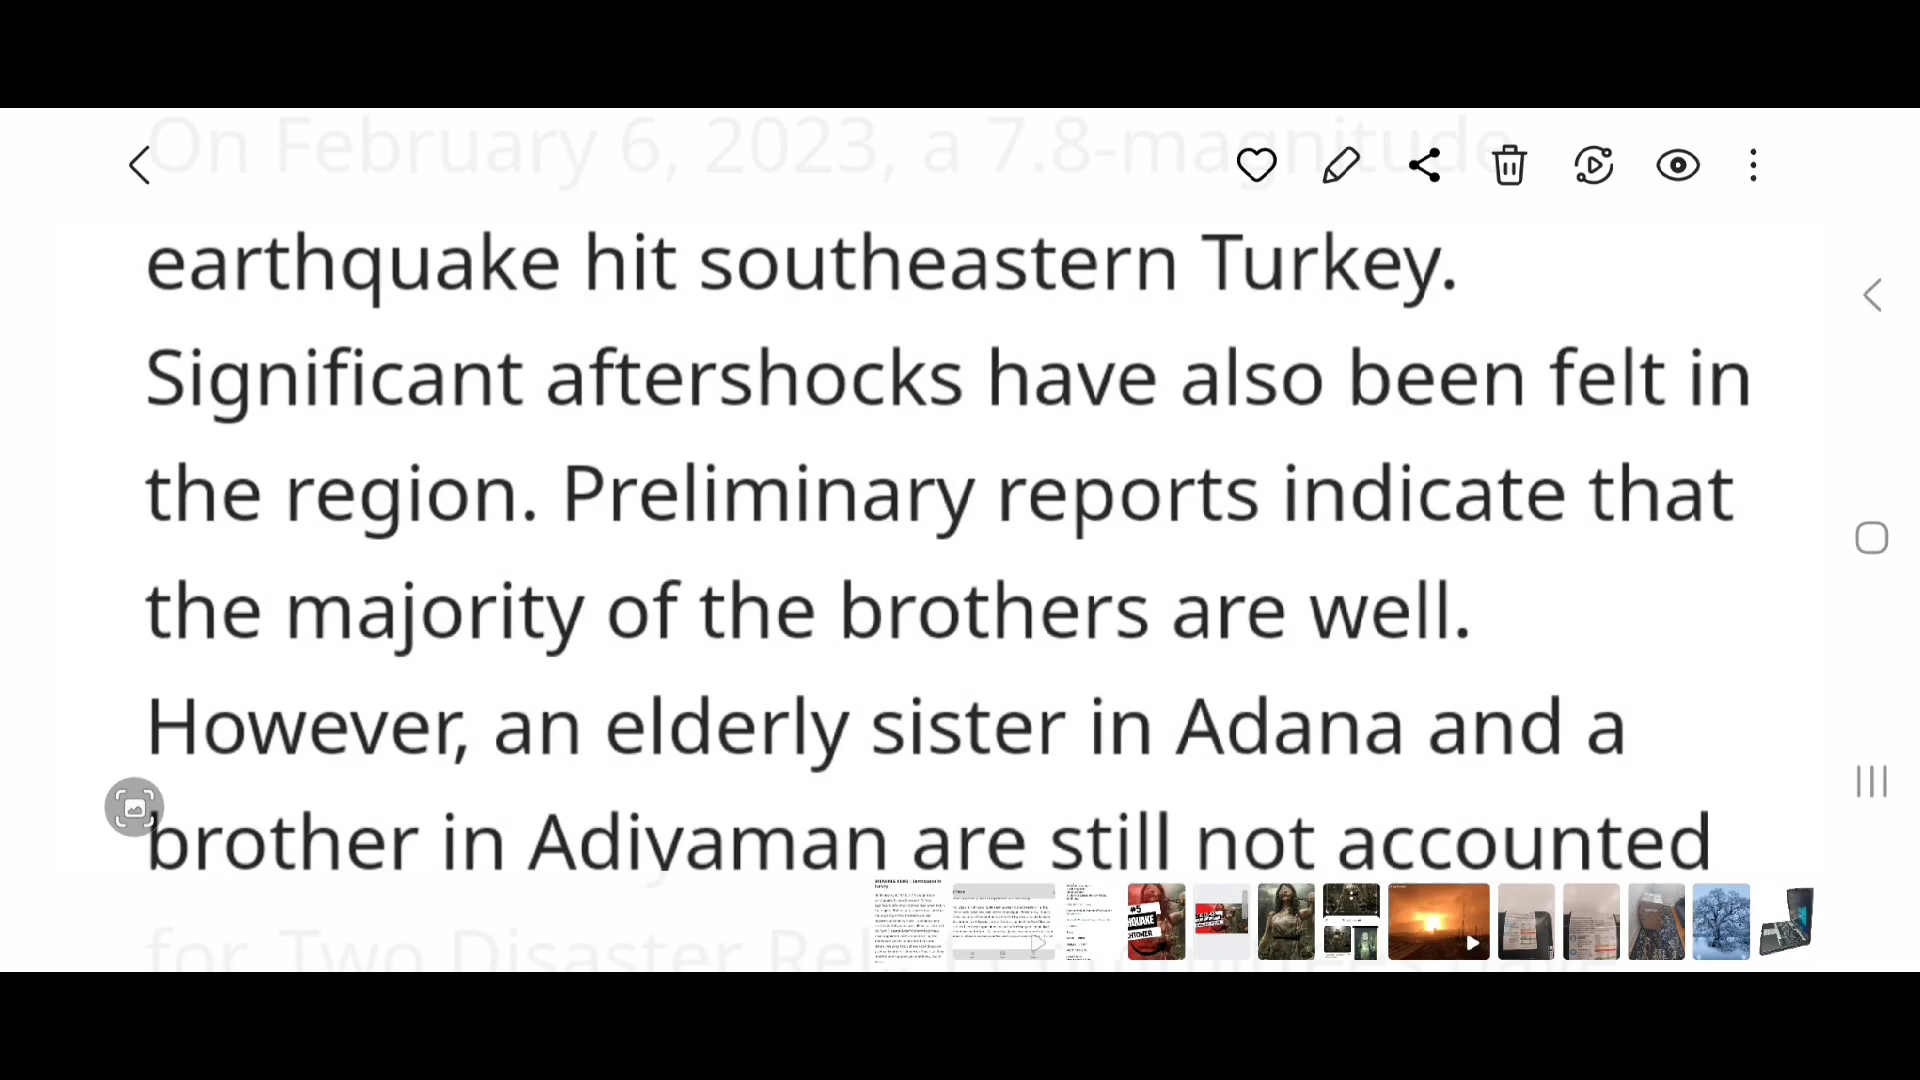 On February 6, 2023, a 7.8-magnitude
earthquake hit southeastern Turkey.
Significant aftershocks have also been felt in
the region. Preliminary reports indicate that
the majority of the brothers are well.
However, an elderly sister in Adana and a
brother in Adiyaman are still not accounted
for. Two Disaster Rel
#5